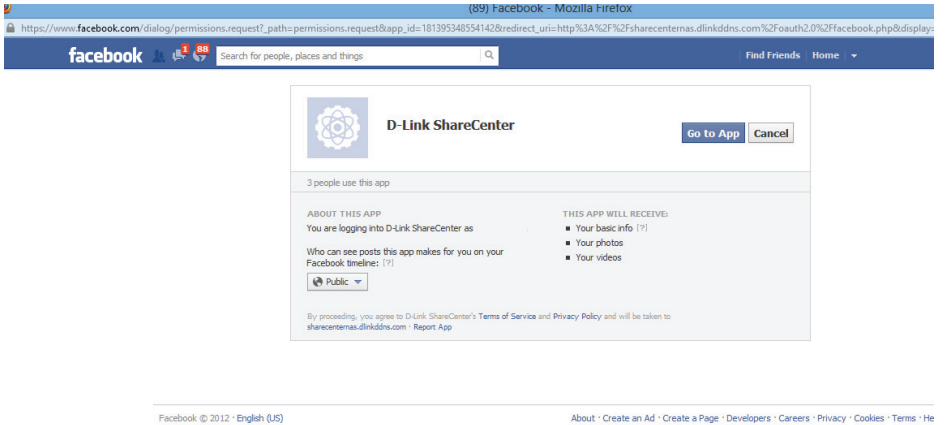 (89) Facebook - Mozilla Firefox
https://www.facebook.com/dialog/permissions.request?_path=permissions.request&app_id=181395348554142&redirect_uri=http%3A%2F%2Fsharecenternas.dlinkddns.com%2Foauth2.0%2Ffacebook.php&display=
facebook 1 88 Search for people, places and things Find Friends Home
D-Link ShareCenter
Go to App Cancel
3 people use this app
ABOUT THIS APP
You are logging into D-Link ShareCenter as
Who can see posts this app makes for you on your
Facebook timeline: [?]
Public
THIS APP WILL RECEIVE:
Your basic info [?]
Your photos
Your videos
By proceeding, you agree to D-Link ShareCenter's Terms of Service and Privacy Policy and will be taken to
sharecenternas.dlinkddns.com · Report App
Facebook © 2012 · English (US)
About · Create an Ad · Create a Page · Developers · Careers · Privacy · Cookies · Terms · He